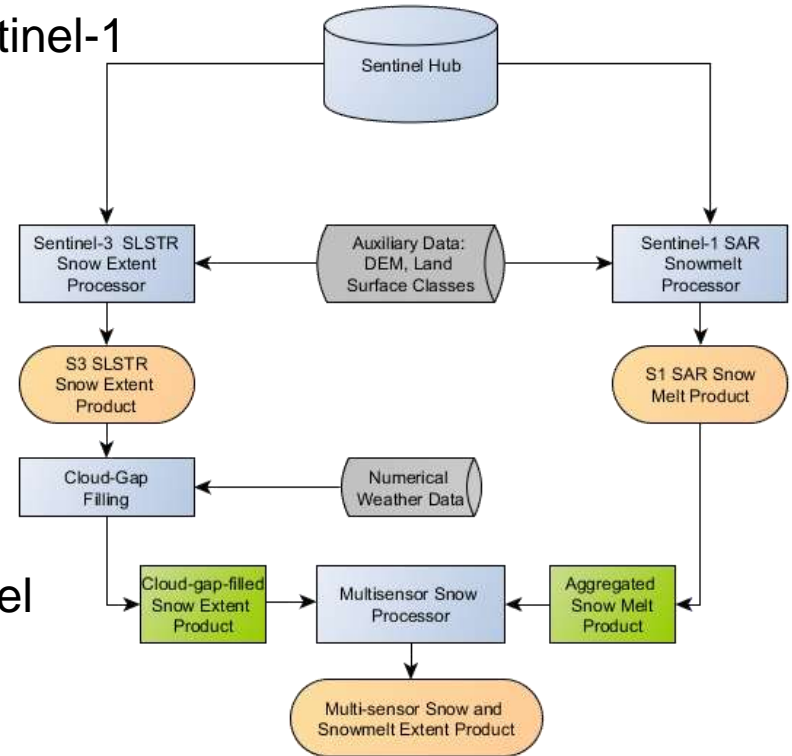 tinel-1
Sentinel Hub
Sentinel-3 SLSTR
Snow Extent
Processor
Auxiliary Data:
DEM, Land
Surface Classes
Sentinel-1 SAR
Snowmelt
Processor
S3 SLSTR
Snow Extent
Product
S1 SAR Snow
Melt Product
Cloud-Gap
Filling
Numerical
Weather Data
el
Cloud-gap-filled
Snow Extent
Product
Multisensor Snow
Processor
Aggregated
Snow Melt
Product
Multi-sensor Snow and
Snowmelt Extent Product